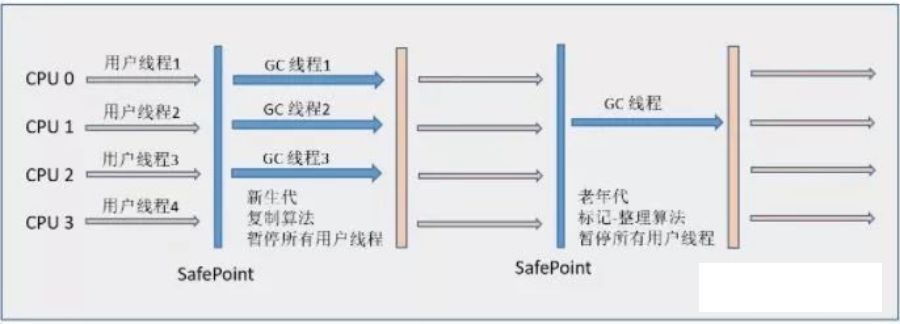 用户线程1
GC 线程1
CPU 0
用户线程2
GC 线程2
GC 线程
CPU 1
用户线程3
GC 线程3
CPU 2
用户线程4
CPU 3
新生代
复制算法
暂停所有用户线程
老年代
标记-整理算法
暂停所有用户线程
SafePoint
SafePoint